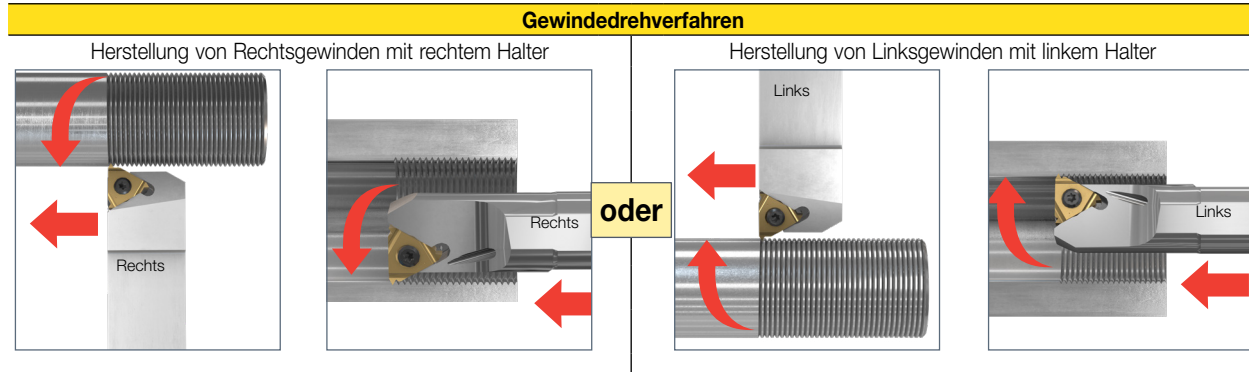 Gewindedrehverfahren
Herstellung von Rechtsgewinden mit rechtem Halter
Rechts
Rechts
oder
Herstellung von Linksgewinden mit linkem Halter
Links
Links